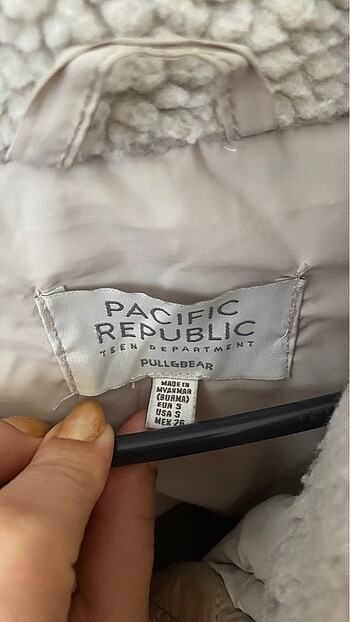 PACIFIC
REPUBLIC
TEEN DEPARTMENT
PULL&BEAR
MADE IN
MYANMAR
(BURMA)
EUR S
USA S
MEX 26